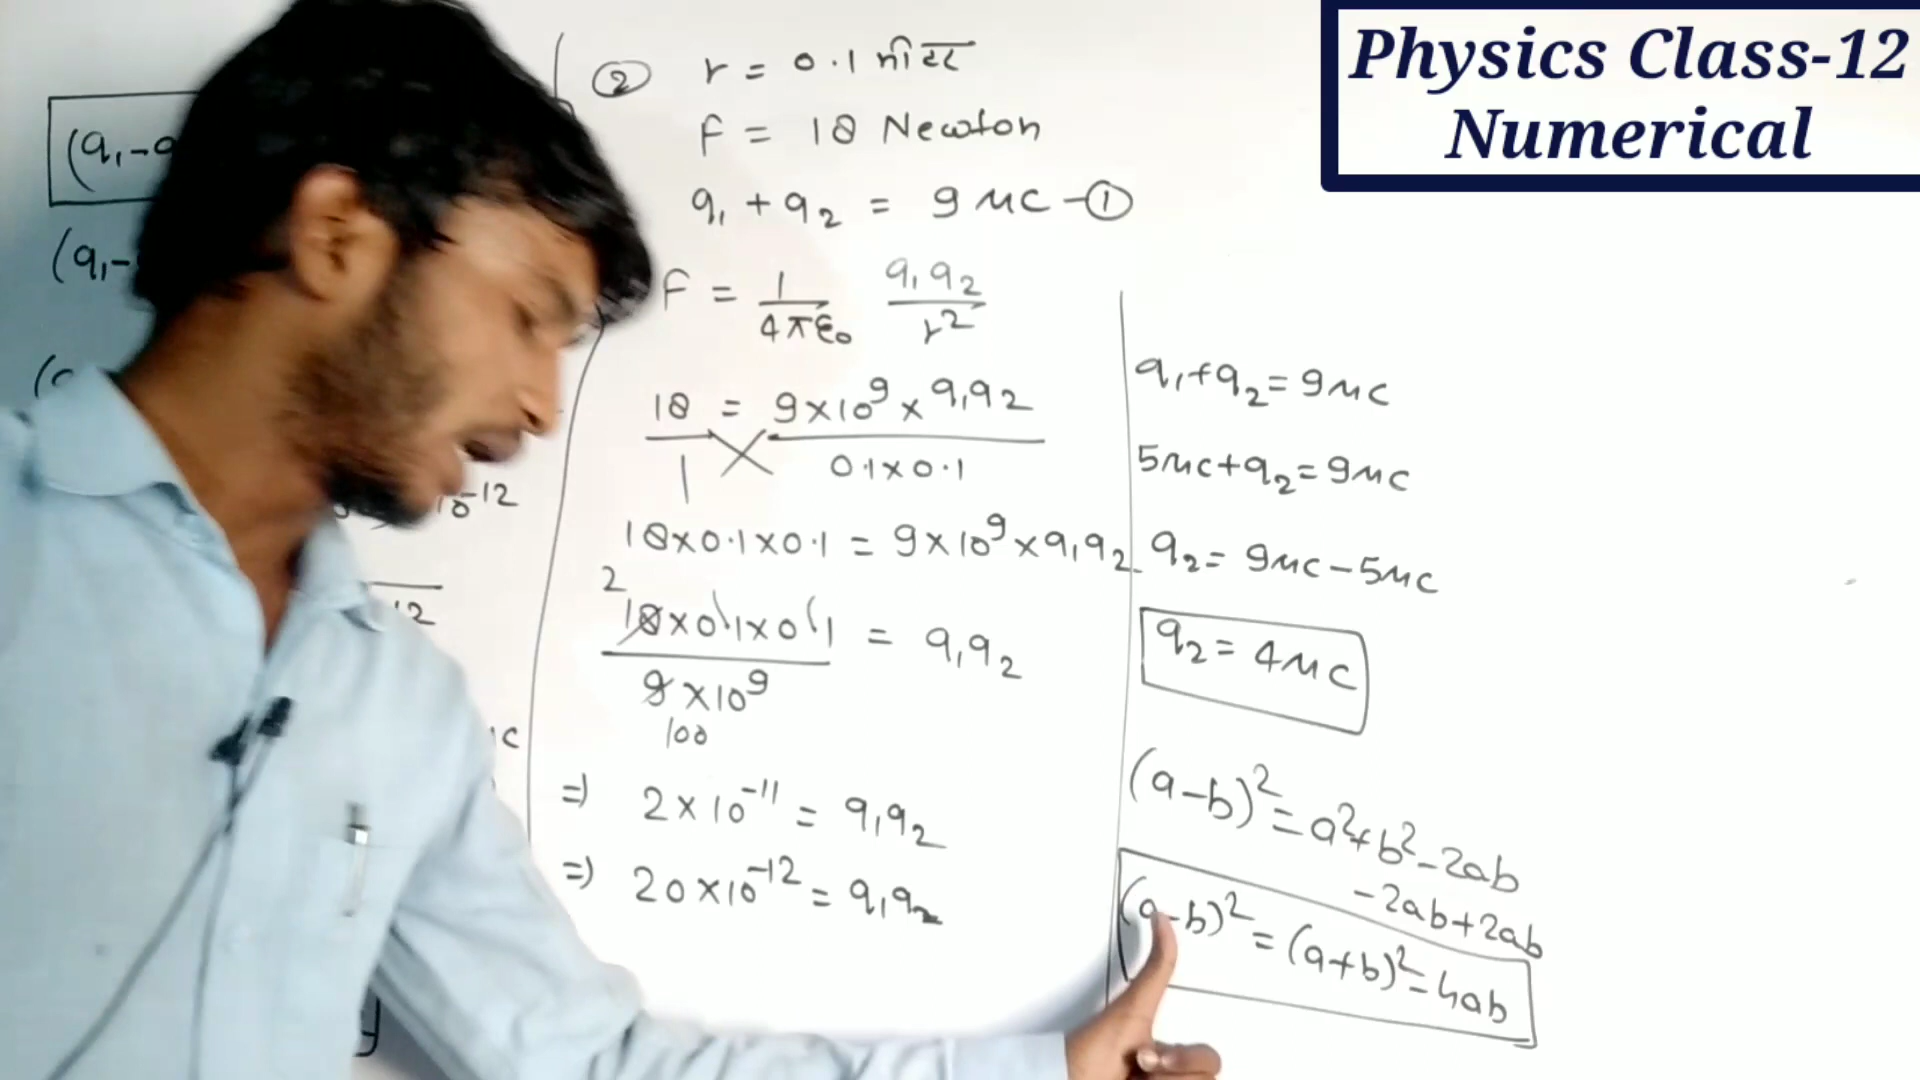 Physics Class-12
Numerical
(q₁-q
(q₁-
10⁻¹²
12
c
② r = 0.1 मीटर
F = 18 Newton
q₁ + q₂ = 9 μC -①
F = 1/4πε₀ q₁q₂/r²
18/1 = 9×10⁹×q₁q₂/0.1×0.1
18×0.1×0.1 = 9×10⁹×q₁q₂
2
18×0.1×0.1/9×10⁹ = q₁q₂
100
⇒ 2×10⁻¹¹ = q₁q₂
⇒ 20×10⁻¹² = q₁q₂
q₁+q₂=9μC
5μC+q₂=9μC
q₂= 9μC-5μC
q₂= 4μC
(a-b)²=a²+b²-2ab
-2ab+2ab
(a-b)² = (a+b)²-4ab